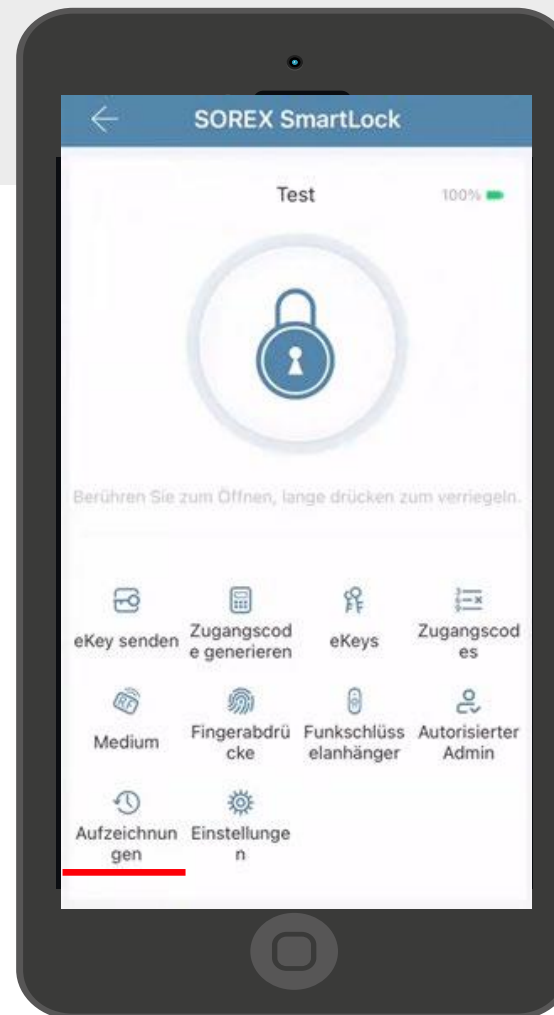 SOREX SmartLock
Test
100%
Berühren Sie zum Öffnen, lange drücken zum verriegeln.
eKey senden
Zugangscod
e generieren
eKeys
Zugangscod
es
RF
Medium
Fingerabdrü
cke
Funkschlüss
elanhänger
Autorisierter
Admin
Aufzeichnun
gen
Einstellunge
n